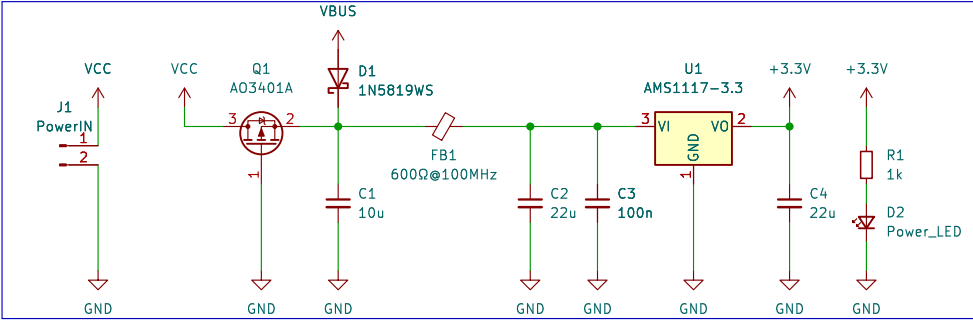 VBUS
VCC
VCC
Q1
AO3401A
D1
1N5819WS
U1
AMS1117-3.3
+3.3V
+3.3V
J1
PowerIN
1
2
3
2
1
FB1
600Ω@100MHz
3
VI
VO
2
GND
1
C1
10u
C2
22u
C3
100n
C4
22u
R1
1k
D2
Power_LED
GND
GND
GND
GND
GND
GND
GND
GND